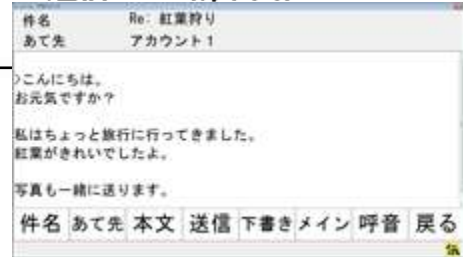 件名 Re: 紅葉狩り
あて先 アカウント1
>こんにちは。
お元気ですか？
私はちょっと旅行に行ってきました。
紅葉がきれいでしたよ。
写真も一緒に送ります。
件名 あて先 本文 送信 下書き メイン 呼音 戻る